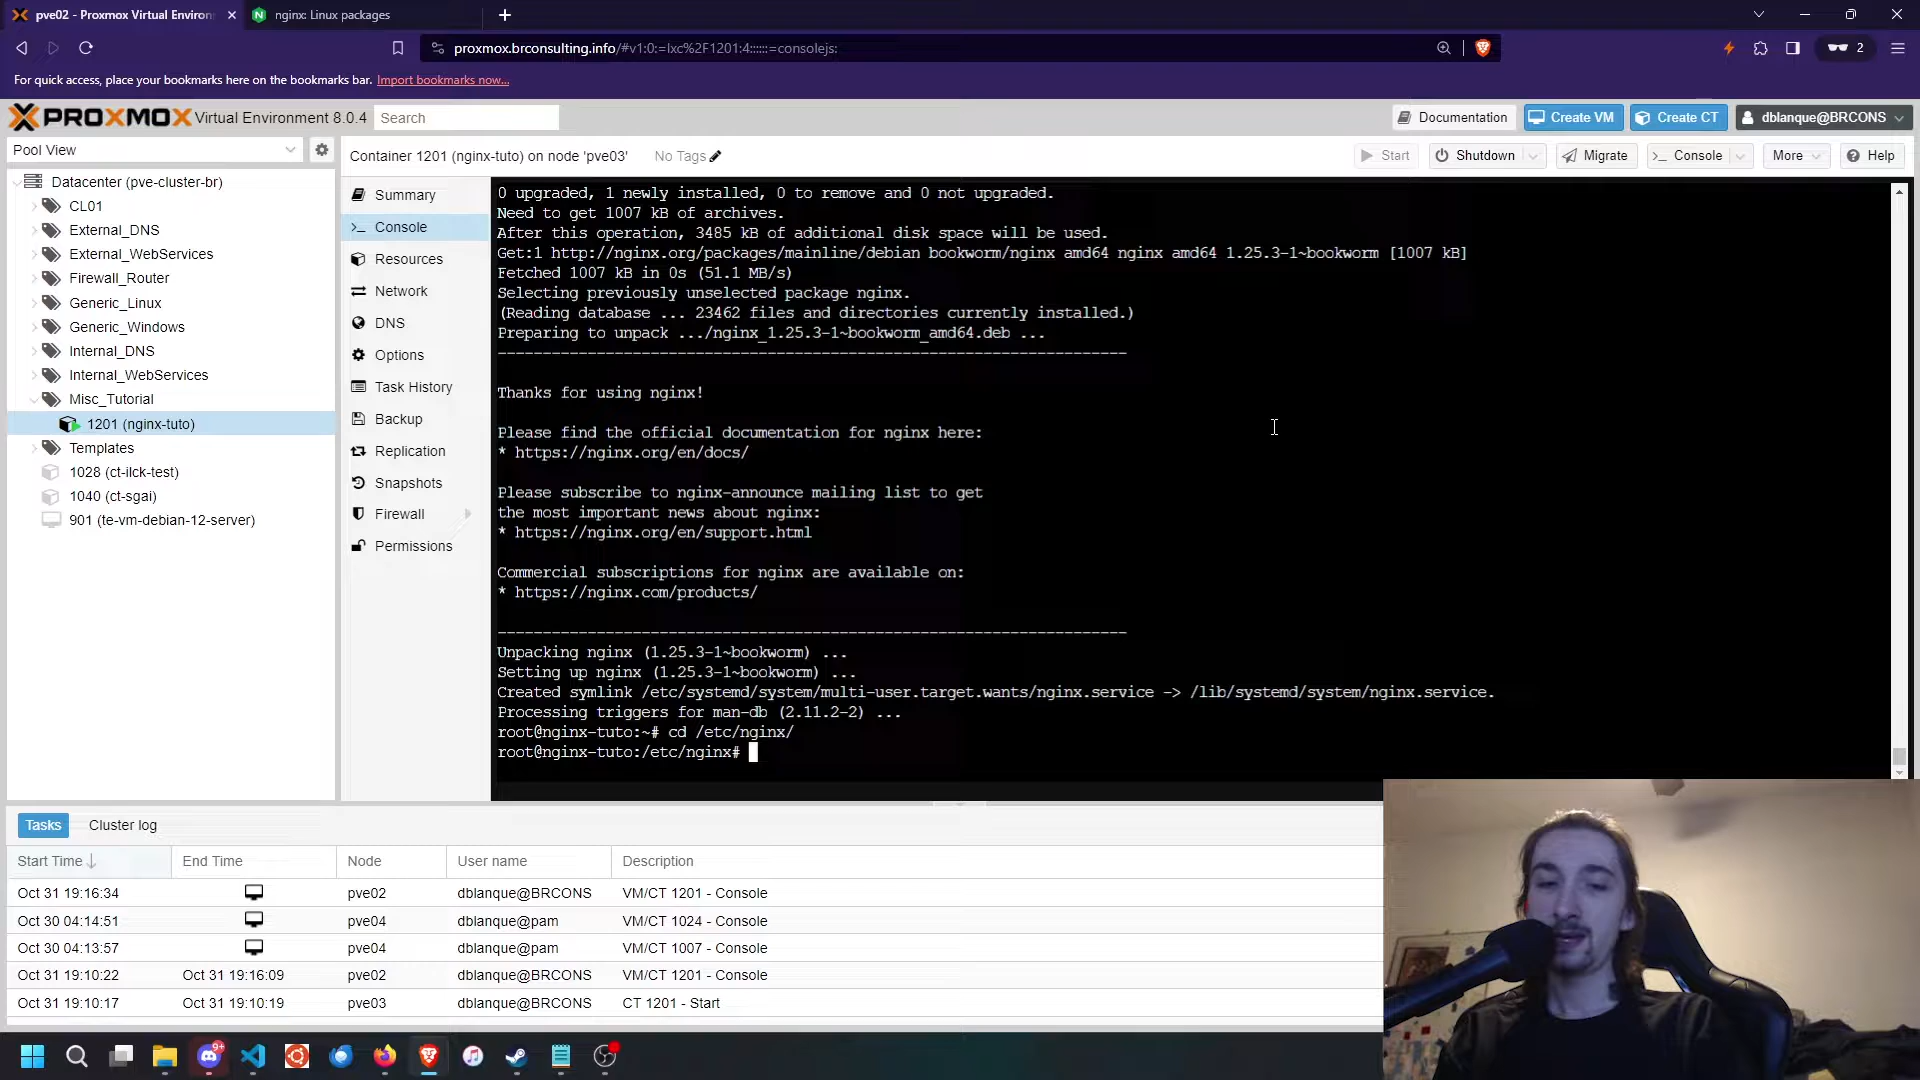 pve02 - Proxmox Virtual Environ
nginx: Linux packages
proxmox.brconsulting.info/#v1:0:=lxc%2F1201:4::::::=consolejs:
2
For quick access, place your bookmarks here on the bookmarks bar. Import bookmarks now...
PROXMOX Virtual Environment 8.0.4
Search
Documentation
Create VM
Create CT
dblanque@BRCONS
Pool View
Container 1201 (nginx-tuto) on node 'pve03'
No Tags
Start
Shutdown
Migrate
Console
More
Help
Datacenter (pve-cluster-br)
CL01
External_DNS
External_WebServices
Firewall_Router
Generic_Linux
Generic_Windows
Internal_DNS
Internal_WebServices
Misc_Tutorial
1201 (nginx-tuto)
Templates
1028 (ct-ilck-test)
1040 (ct-sgai)
901 (te-vm-debian-12-server)
Summary
Console
Resources
Network
DNS
Options
Task History
Backup
Replication
Snapshots
Firewall
Permissions
0 upgraded, 1 newly installed, 0 to remove and 0 not upgraded.
Need to get 1007 kB of archives.
After this operation, 3485 kB of additional disk space will be used.
Get:1 http://nginx.org/packages/mainline/debian bookworm/nginx amd64 nginx amd64 1.25.3-1~bookworm [1007 kB]
Fetched 1007 kB in 0s (51.1 MB/s)
Selecting previously unselected package nginx.
(Reading database ... 23462 files and directories currently installed.)
Preparing to unpack .../nginx_1.25.3-1~bookworm_amd64.deb ...
----------------------------------------------------------------------
Thanks for using nginx!
Please find the official documentation for nginx here:
* https://nginx.org/en/docs/
Please subscribe to nginx-announce mailing list to get
the most important news about nginx:
* https://nginx.org/en/support.html
Commercial subscriptions for nginx are available on:
* https://nginx.com/products/
----------------------------------------------------------------------
Unpacking nginx (1.25.3-1~bookworm) ...
Setting up nginx (1.25.3-1~bookworm) ...
Created symlink /etc/systemd/system/multi-user.target.wants/nginx.service -> /lib/systemd/system/nginx.service.
Processing triggers for man-db (2.11.2-2) ...
root@nginx-tuto:~# cd /etc/nginx/
root@nginx-tuto:/etc/nginx#
Tasks
Cluster log
Start Time
End Time
Node
User name
Description
Oct 31 19:16:34 pve02 dblanque@BRCONS VM/CT 1201 - Console
Oct 30 04:14:51 pve04 dblanque@pam VM/CT 1024 - Console
Oct 30 04:13:57 pve04 dblanque@pam VM/CT 1007 - Console
Oct 31 19:10:22 Oct 31 19:16:09 pve02 dblanque@BRCONS VM/CT 1201 - Console
Oct 31 19:10:17 Oct 31 19:10:19 pve03 dblanque@BRCONS CT 1201 - Start
9+